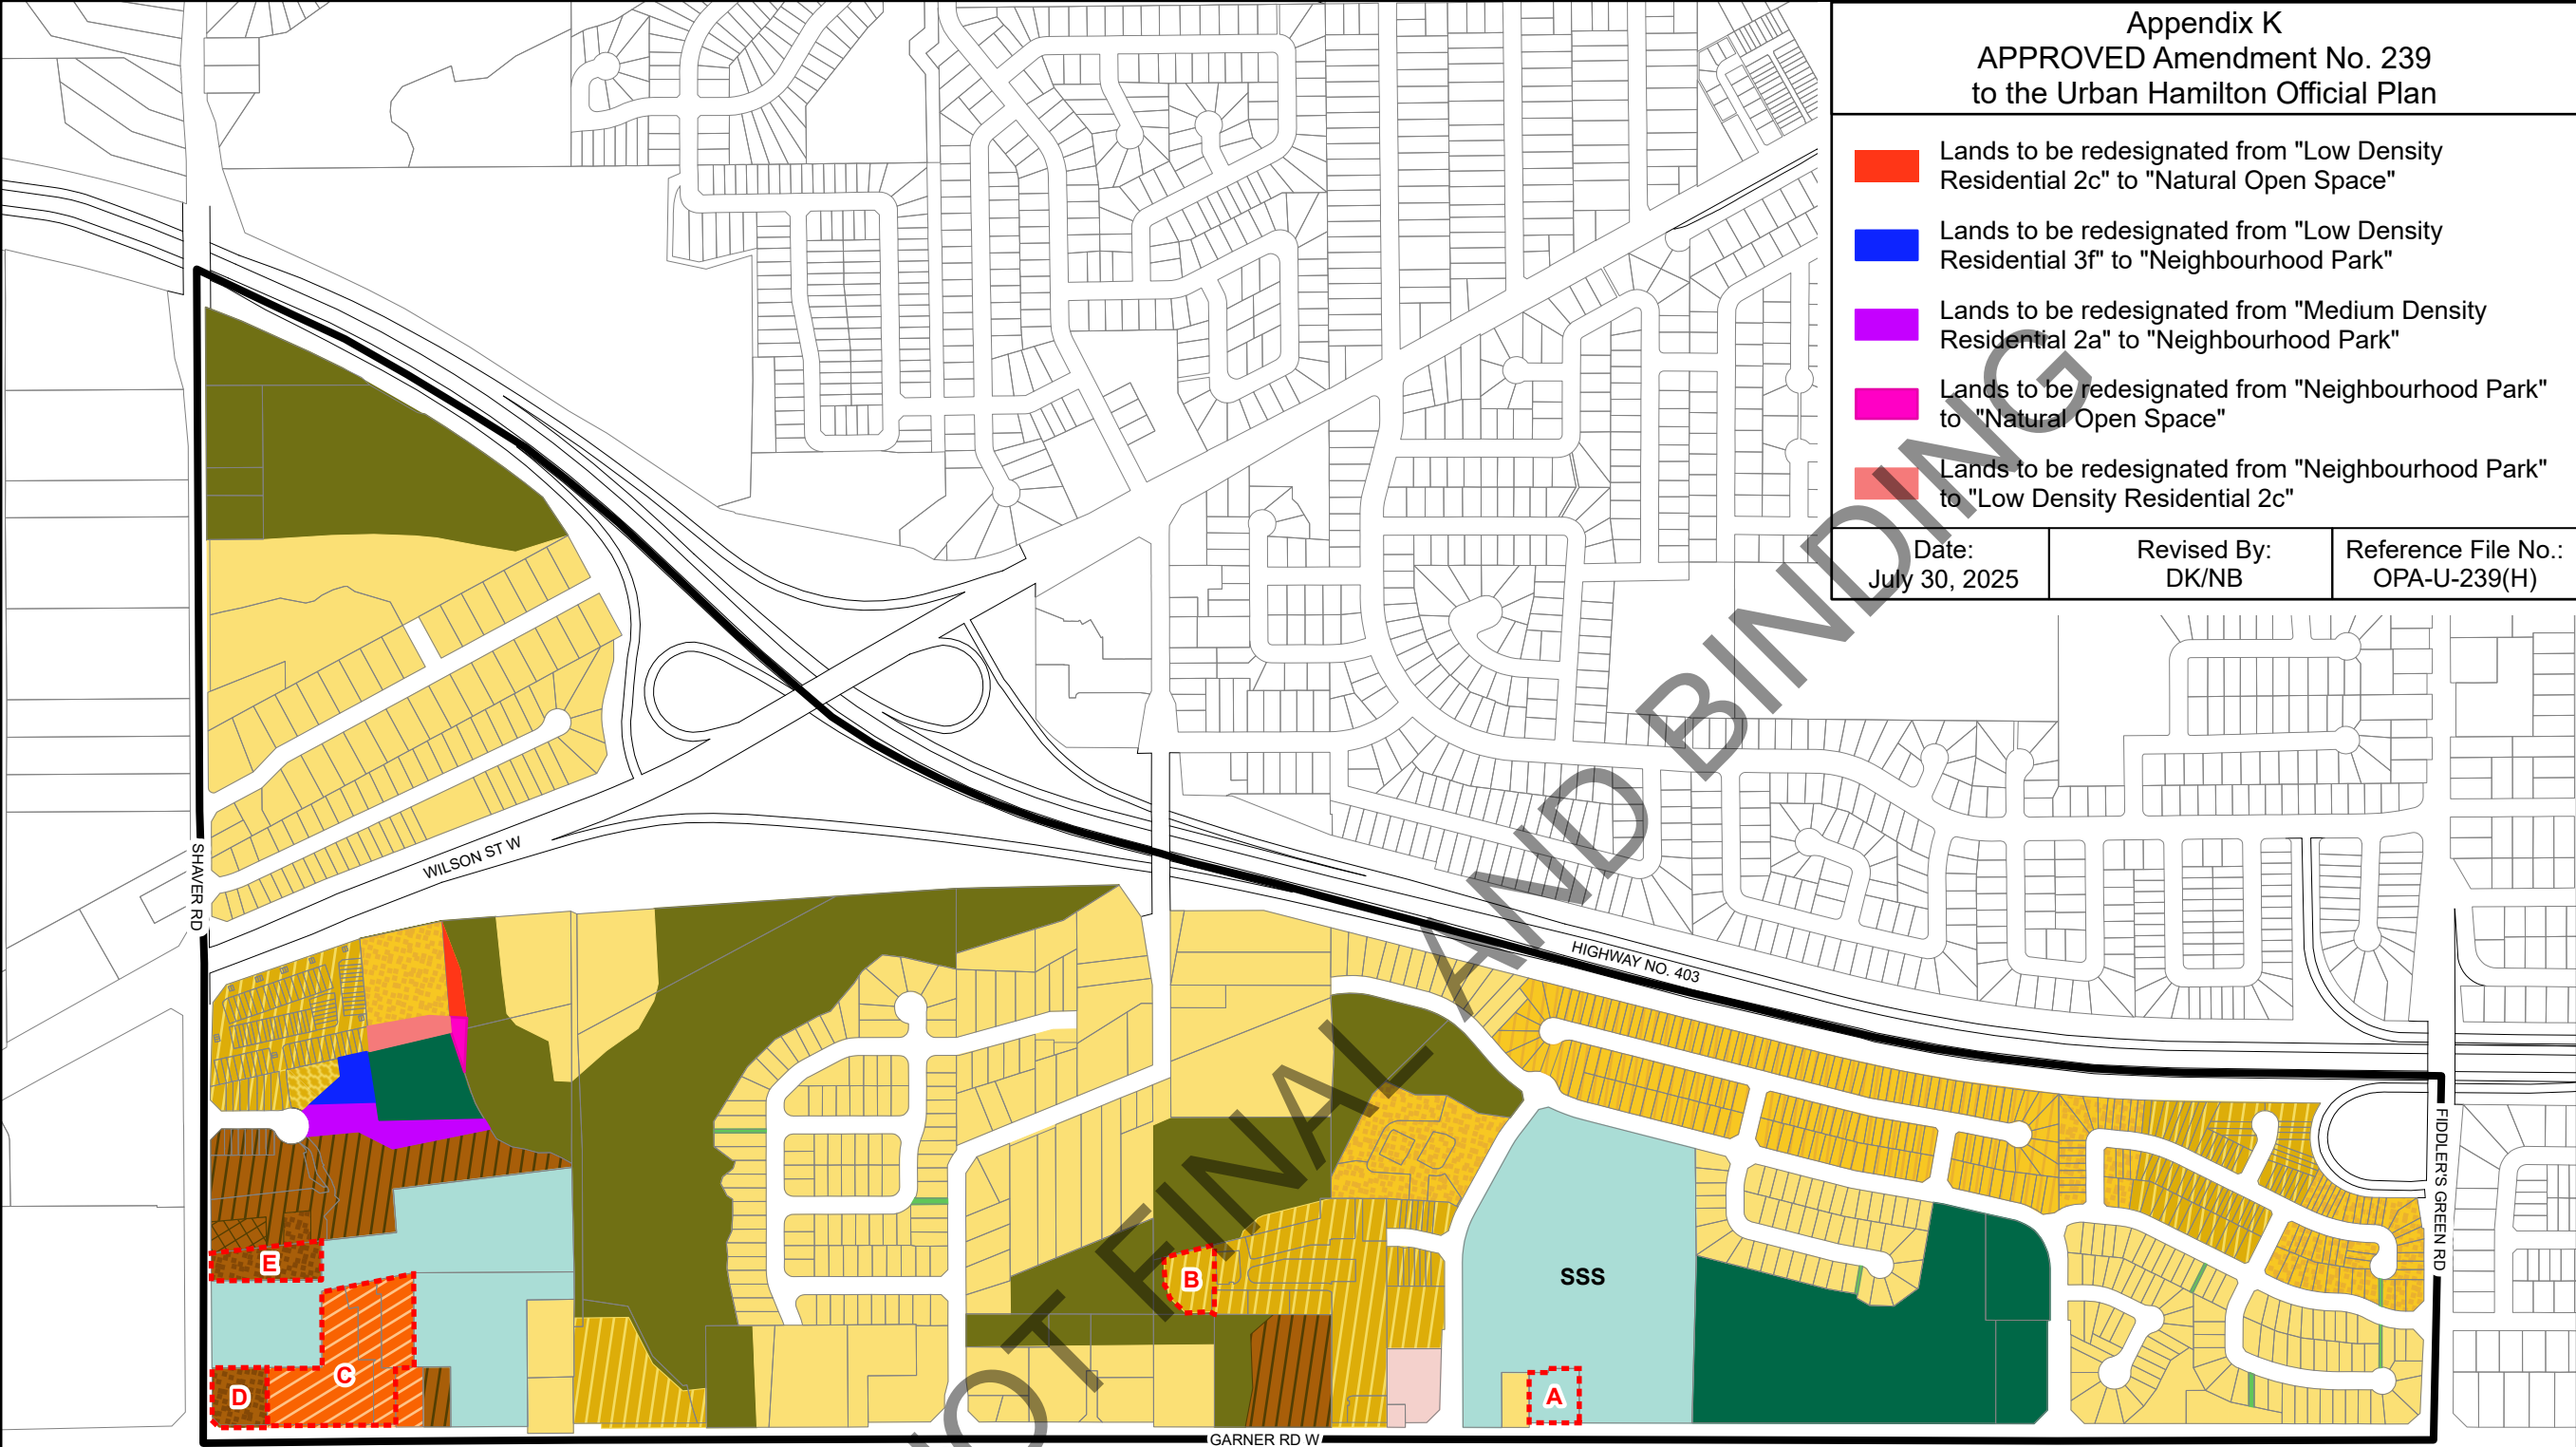 Appendix K
APPROVED Amendment No. 239
to the Urban Hamilton Official Plan
Lands to be redesignated from "Low Density
Residential 2c" to "Natural Open Space"
Lands to be redesignated from "Low Density
Residential 3f" to "Neighbourhood Park"
Lands to be redesignated from "Medium Density
Residential 2a" to "Neighbourhood Park"
Lands to be redesignated from "Neighbourhood Park"
to "Natural Open Space"
Lands to be redesignated from "Neighbourhood Park"
to "Low Density Residential 2c"
Date:
July 30, 2025
Revised By:
DK/NB
Reference File No.:
OPA-U-239(H)
SHAVER RD
WILSON ST W
HIGHWAY NO. 403
FIDDLER'S GREEN RD
GARNER RD W
E
B
SSS
C
D
A
OT FINAL AND BINDING